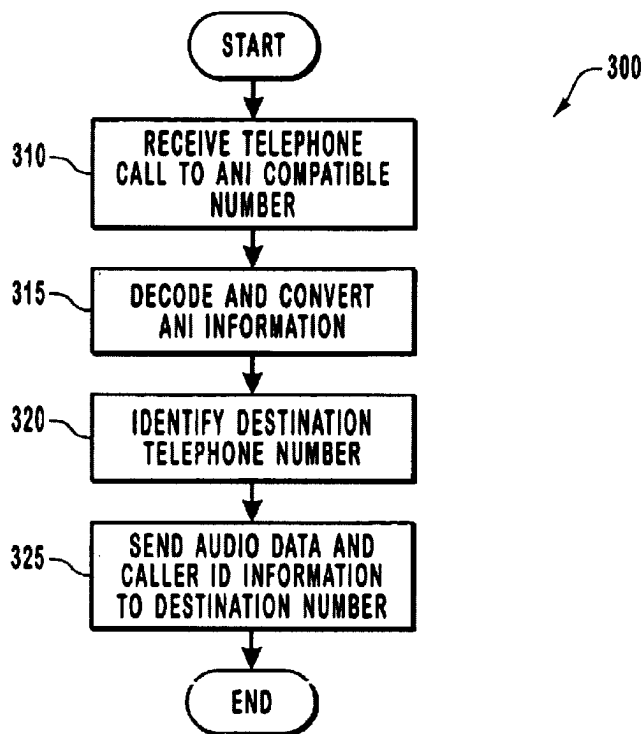 START
300
310
RECEIVE TELEPHONE
CALL TO ANI COMPATIBLE
NUMBER
315
DECODE AND CONVERT
ANI INFORMATION
320
IDENTIFY DESTINATION
TELEPHONE NUMBER
325
SEND AUDIO DATA AND
CALLER ID INFORMATION
TO DESTINATION NUMBER
END